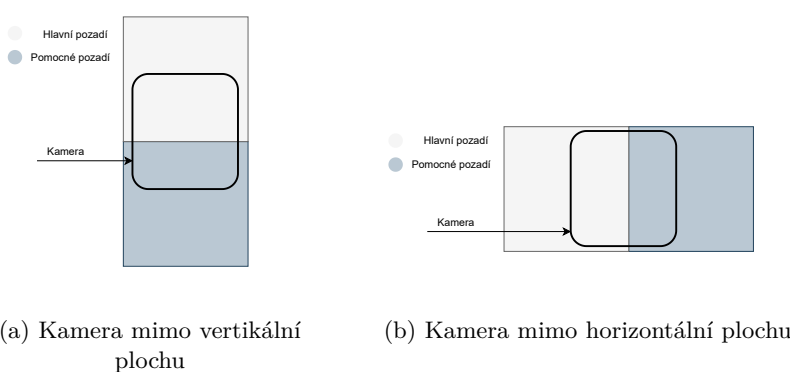 Hlavní pozadí
Pomocné pozadí
Kamera
Hlavní pozadí
Pomocné pozadí
Kamera
(a) Kamera mimo vertikální
plochu
(b) Kamera mimo horizontální plochu